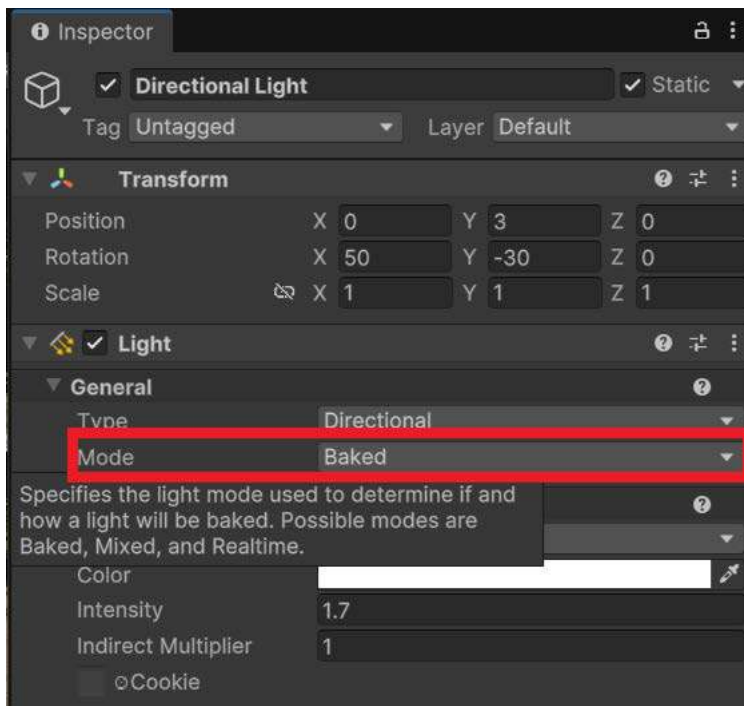 Inspector
Directional Light Static
Tag Untagged Layer Default
Transform
Position X 0 Y 3 Z 0
Rotation X 50 Y -30 Z 0
Scale X 1 Y 1 Z 1
Light
General
Type Directional
Mode Baked
Specifies the light mode used to determine if and
how a light will be baked. Possible modes are
Baked, Mixed, and Realtime.
Color
Intensity 1.7
Indirect Multiplier 1
Cookie